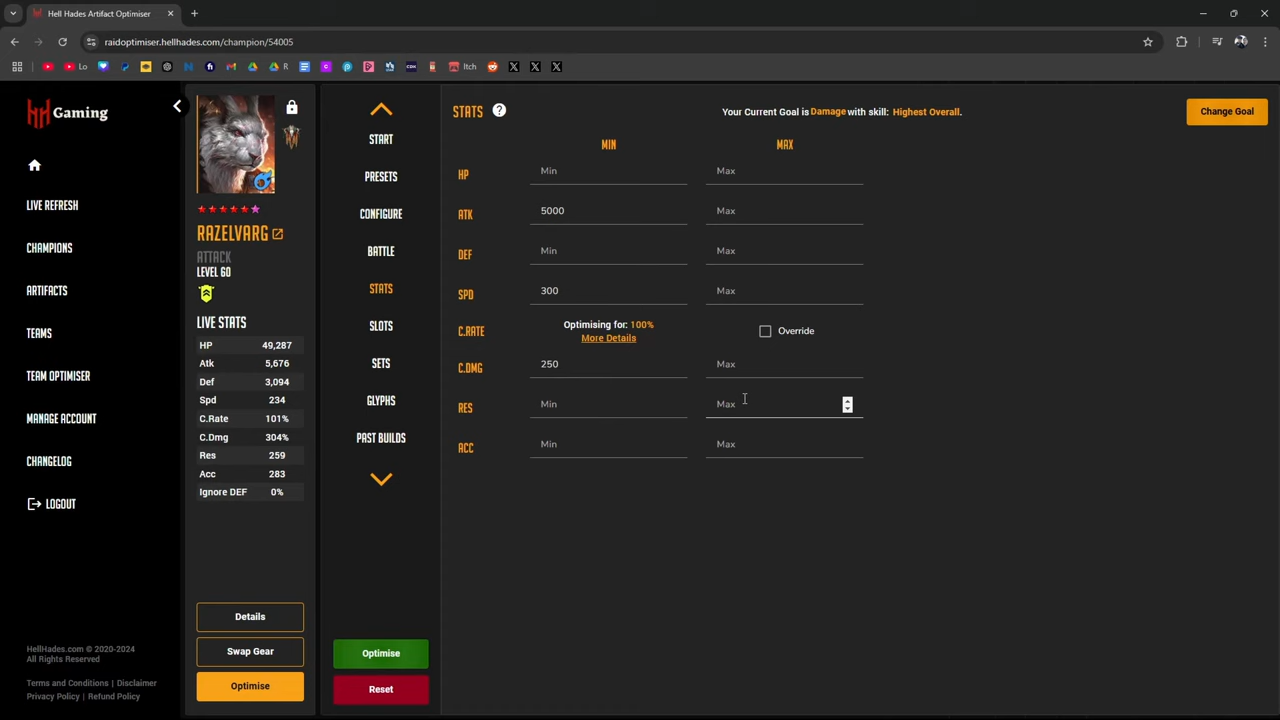 Hell Hades Artifact Optimiser
raidoptimiser.hellhades.com/champion/54005
Lo
R
Itch
HH Gaming
LIVE REFRESH
CHAMPIONS
ARTIFACTS
TEAMS
TEAM OPTIMISER
MANAGE ACCOUNT
CHANGELOG
LOGOUT
HellHades.com © 2020-2024
All Rights Reserved
Terms and Conditions | Disclaimer
Privacy Policy | Refund Policy
RAZELVARG
ATTACK
LEVEL 60
LIVE STATS
HP 49,287
Atk 5,676
Def 3,094
Spd 234
C.Rate 101%
C.Dmg 304%
Res 259
Acc 283
Ignore DEF 0%
Details
Swap Gear
Optimise
START
PRESETS
CONFIGURE
BATTLE
STATS
SLOTS
SETS
GLYPHS
PAST BUILDS
Optimise
Reset
STATS ?
Your Current Goal is Damage with skill: Highest Overall.
Change Goal
MIN MAX
HP Min Max
ATK 5000 Max
DEF Min Max
SPD 300 Max
C.RATE Optimising for: 100% Override
More Details
C.DMG 250 Max
RES Min Max
ACC Min Max